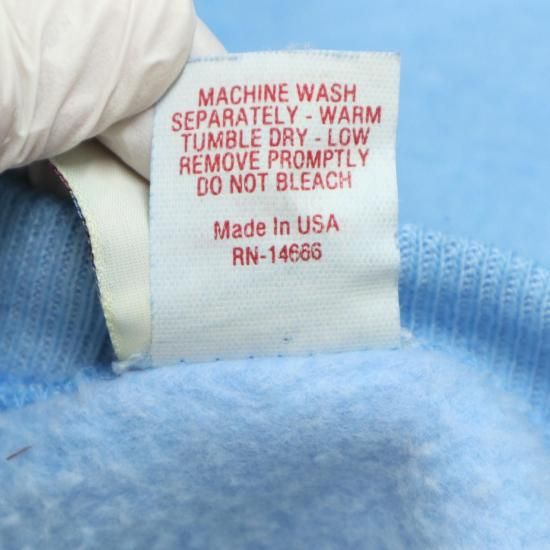 MACHINE WASH
SEPARATELY - WARM
TUMBLE DRY - LOW
REMOVE PROMPTLY
DO NOT BLEACH
Made In USA
RN-14666